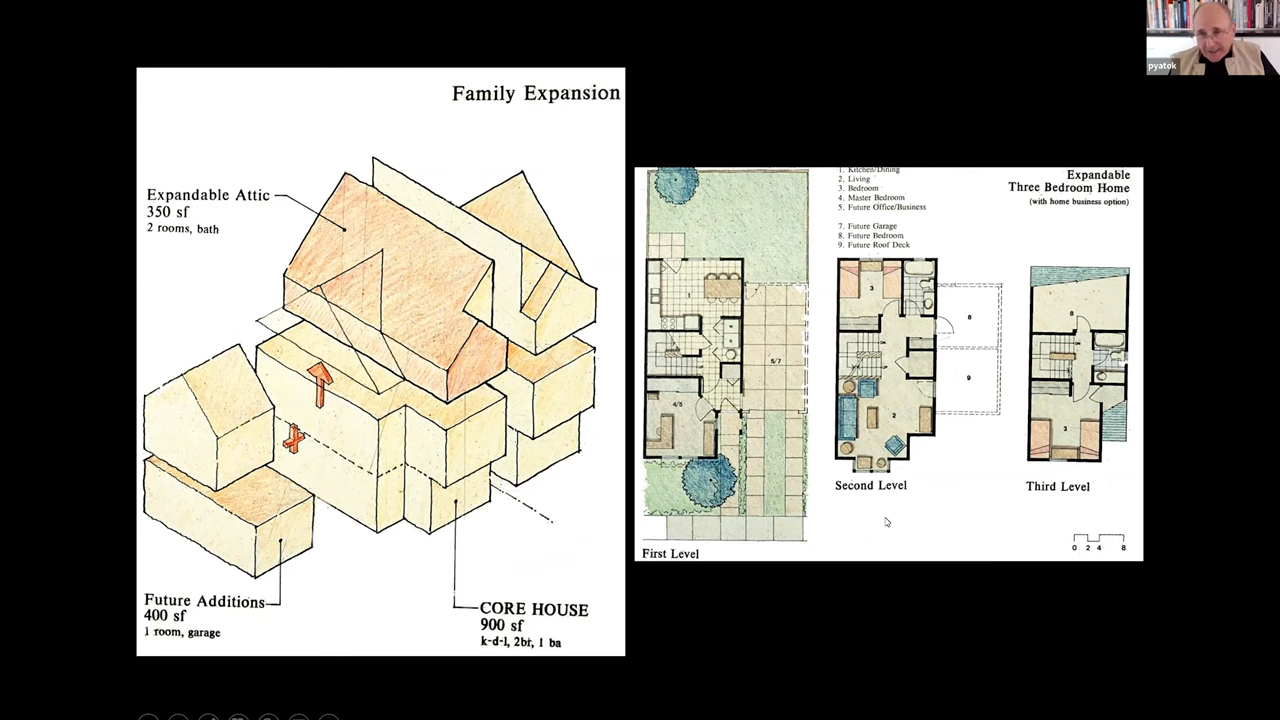 pyatok
Family Expansion
Expandable Attic
350 sf
2 rooms, bath
Future Additions
400 sf
1 room, garage
CORE HOUSE
900 sf
k-d-l, 2br, 1 ba
1. Kitchen/Dining
2. Living
3. Bedroom
4. Master Bedroom
5. Future Office/Business
7. Future Garage
8. Future Bedroom
9. Future Roof Deck
Expandable
Three Bedroom Home
(with home business option)
1
5/7
4/5
First Level
3
8
9
2
Second Level
8
3
Third Level
0 2 4 8